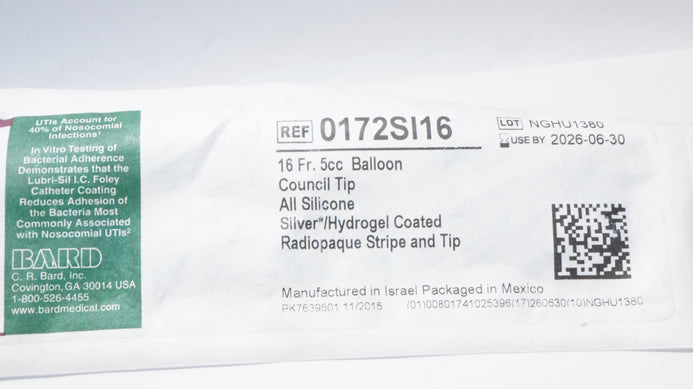 UTIs Account for
40% of Nosocomial
Infections¹
In Vitro Testing of
Bacterial Adherence
Demonstrates that the
Lubri-Sil I.C. Foley
Catheter Coating
Reduces Adhesion of
the Bacteria Most
Commonly Associated
with Nosocomial UTIs²
BARD
C. R. Bard, Inc.
Covington, GA 30014 USA
1-800-526-4455
www.bardmedical.com
REF 0172SI16
LOT NGHU1380
USE BY 2026-06-30
16 Fr. 5cc Balloon
Council Tip
All Silicone
Silver*/Hydrogel Coated
Radiopaque Stripe and Tip
Manufactured in Israel Packaged in Mexico
PK7639501 11/2015 (01)00801741025396(17)260630(10)NGHU1380